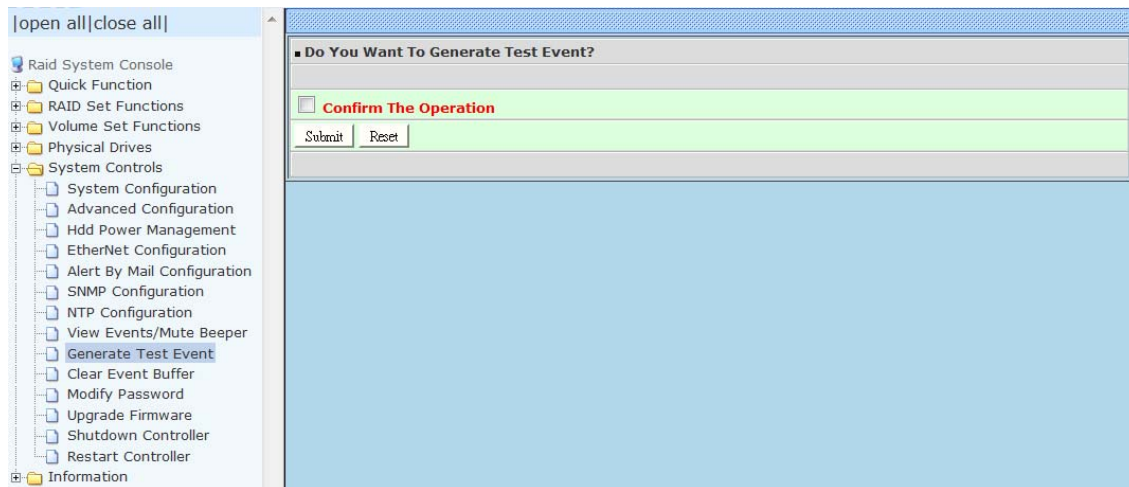 |open all|close all|
Raid System Console
Quick Function
RAID Set Functions
Volume Set Functions
Physical Drives
System Controls
System Configuration
Advanced Configuration
Hdd Power Management
EtherNet Configuration
Alert By Mail Configuration
SNMP Configuration
NTP Configuration
View Events/Mute Beeper
Generate Test Event
Clear Event Buffer
Modify Password
Upgrade Firmware
Shutdown Controller
Restart Controller
Information
Do You Want To Generate Test Event?
Confirm The Operation
Submit Reset